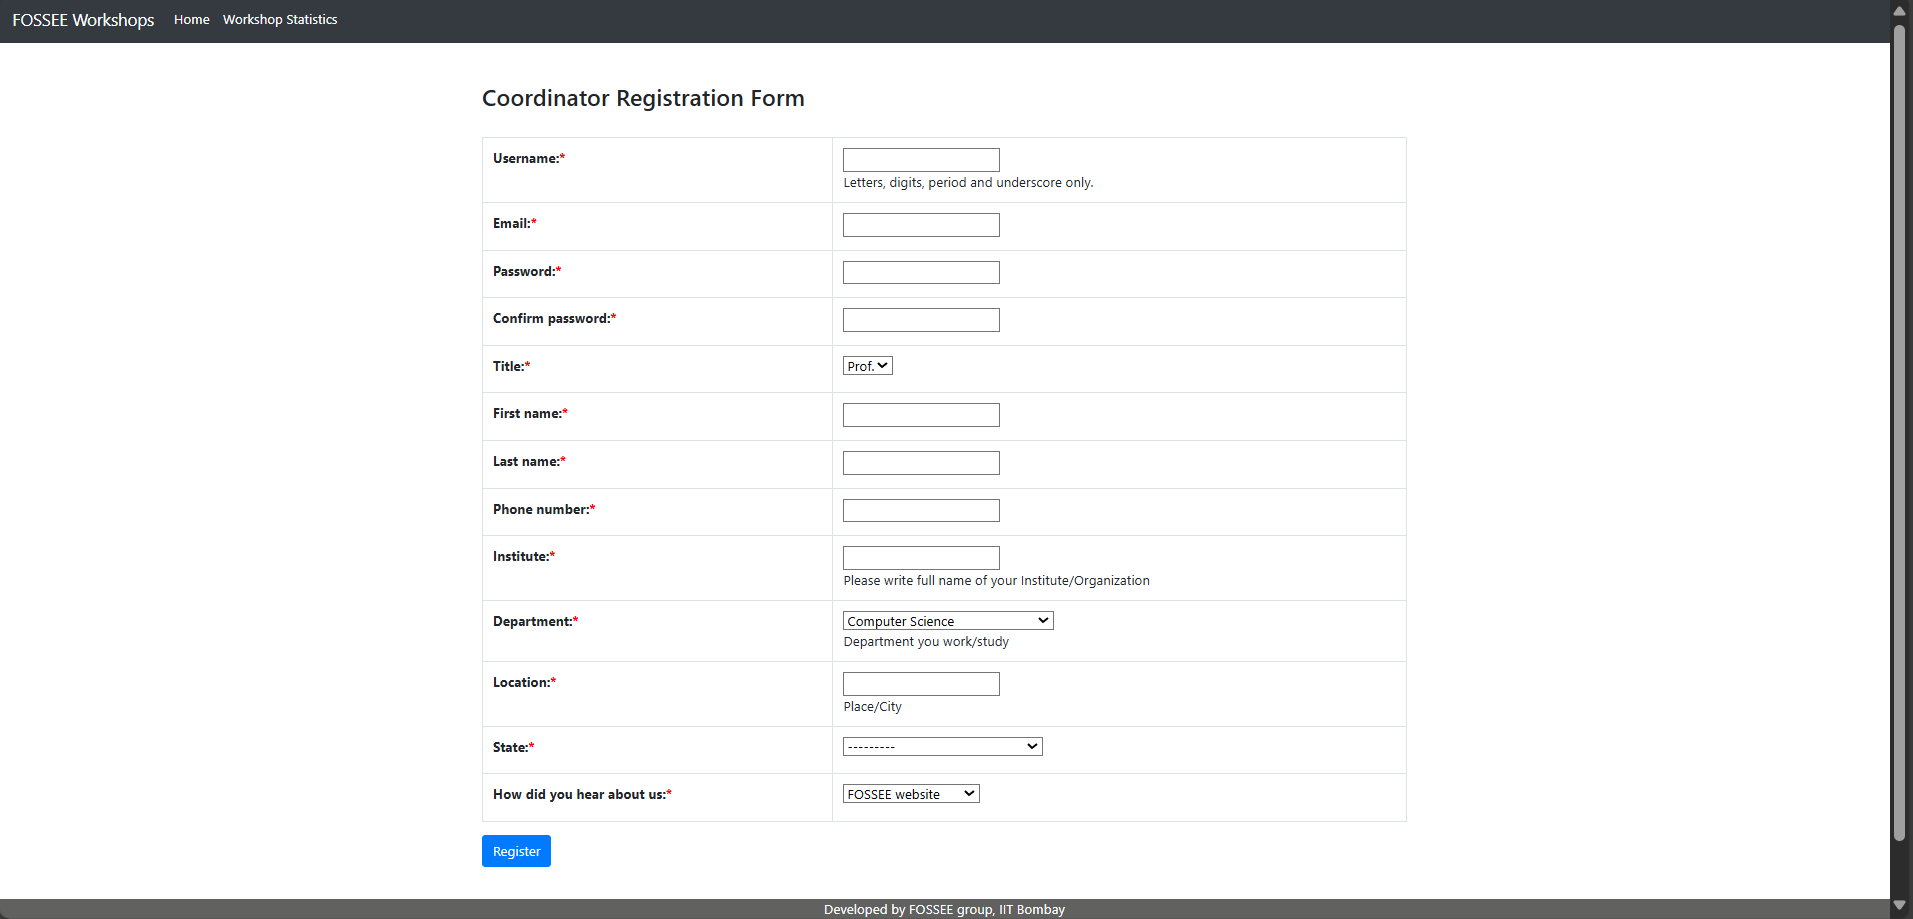 FOSSEE Workshops Home Workshop Statistics
Coordinator Registration Form
Username:*
Letters, digits, period and underscore only.
Email:*
Password:*
Confirm password:*
Title:* Prof.
First name:*
Last name:*
Phone number:*
Institute:*
Please write full name of your Institute/Organization
Department:* Computer Science
Department you work/study
Location:*
Place/City
State:* ---------
How did you hear about us:* FOSSEE website
Register
Developed by FOSSEE group, IIT Bombay